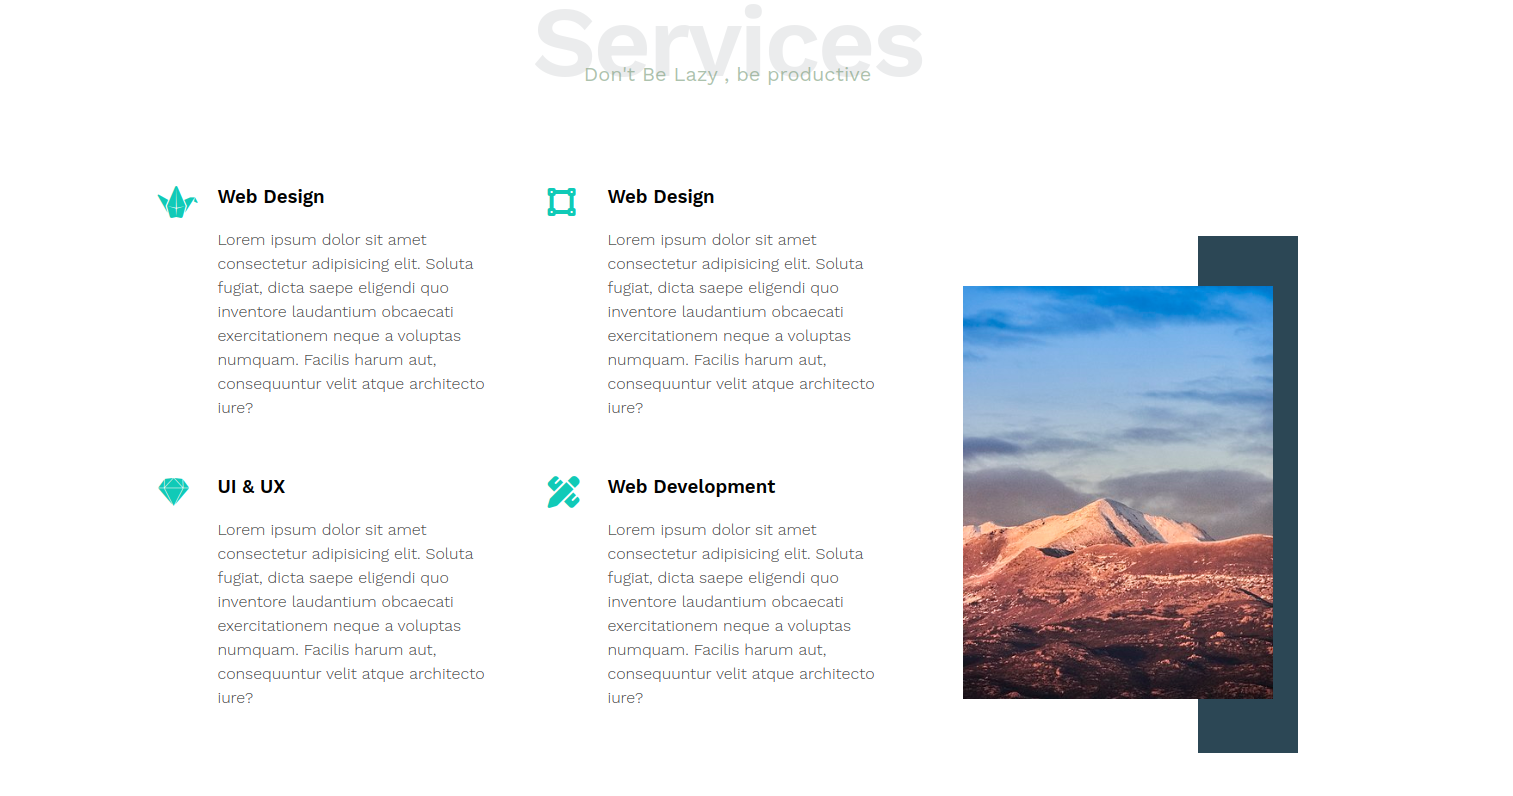 Services
Don't Be Lazy , be productive
Web Design
Lorem ipsum dolor sit amet
consectetur adipisicing elit. Soluta
fugiat, dicta saepe eligendi quo
inventore laudantium obcaecati
exercitationem neque a voluptas
numquam. Facilis harum aut,
consequuntur velit atque architecto
iure?
Web Design
Lorem ipsum dolor sit amet
consectetur adipisicing elit. Soluta
fugiat, dicta saepe eligendi quo
inventore laudantium obcaecati
exercitationem neque a voluptas
numquam. Facilis harum aut,
consequuntur velit atque architecto
iure?
UI & UX
Lorem ipsum dolor sit amet
consectetur adipisicing elit. Soluta
fugiat, dicta saepe eligendi quo
inventore laudantium obcaecati
exercitationem neque a voluptas
numquam. Facilis harum aut,
consequuntur velit atque architecto
iure?
Web Development
Lorem ipsum dolor sit amet
consectetur adipisicing elit. Soluta
fugiat, dicta saepe eligendi quo
inventore laudantium obcaecati
exercitationem neque a voluptas
numquam. Facilis harum aut,
consequuntur velit atque architecto
iure?